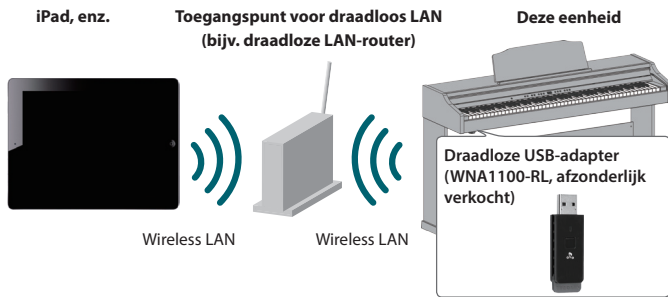 iPad, enz.
Toegangspunt voor draadloos LAN
(bijv. draadloze LAN-router)
Deze eenheid
Draadloze USB-adapter
(WNA1100-RL, afzonderlijk
verkocht)
Wireless LAN
Wireless LAN